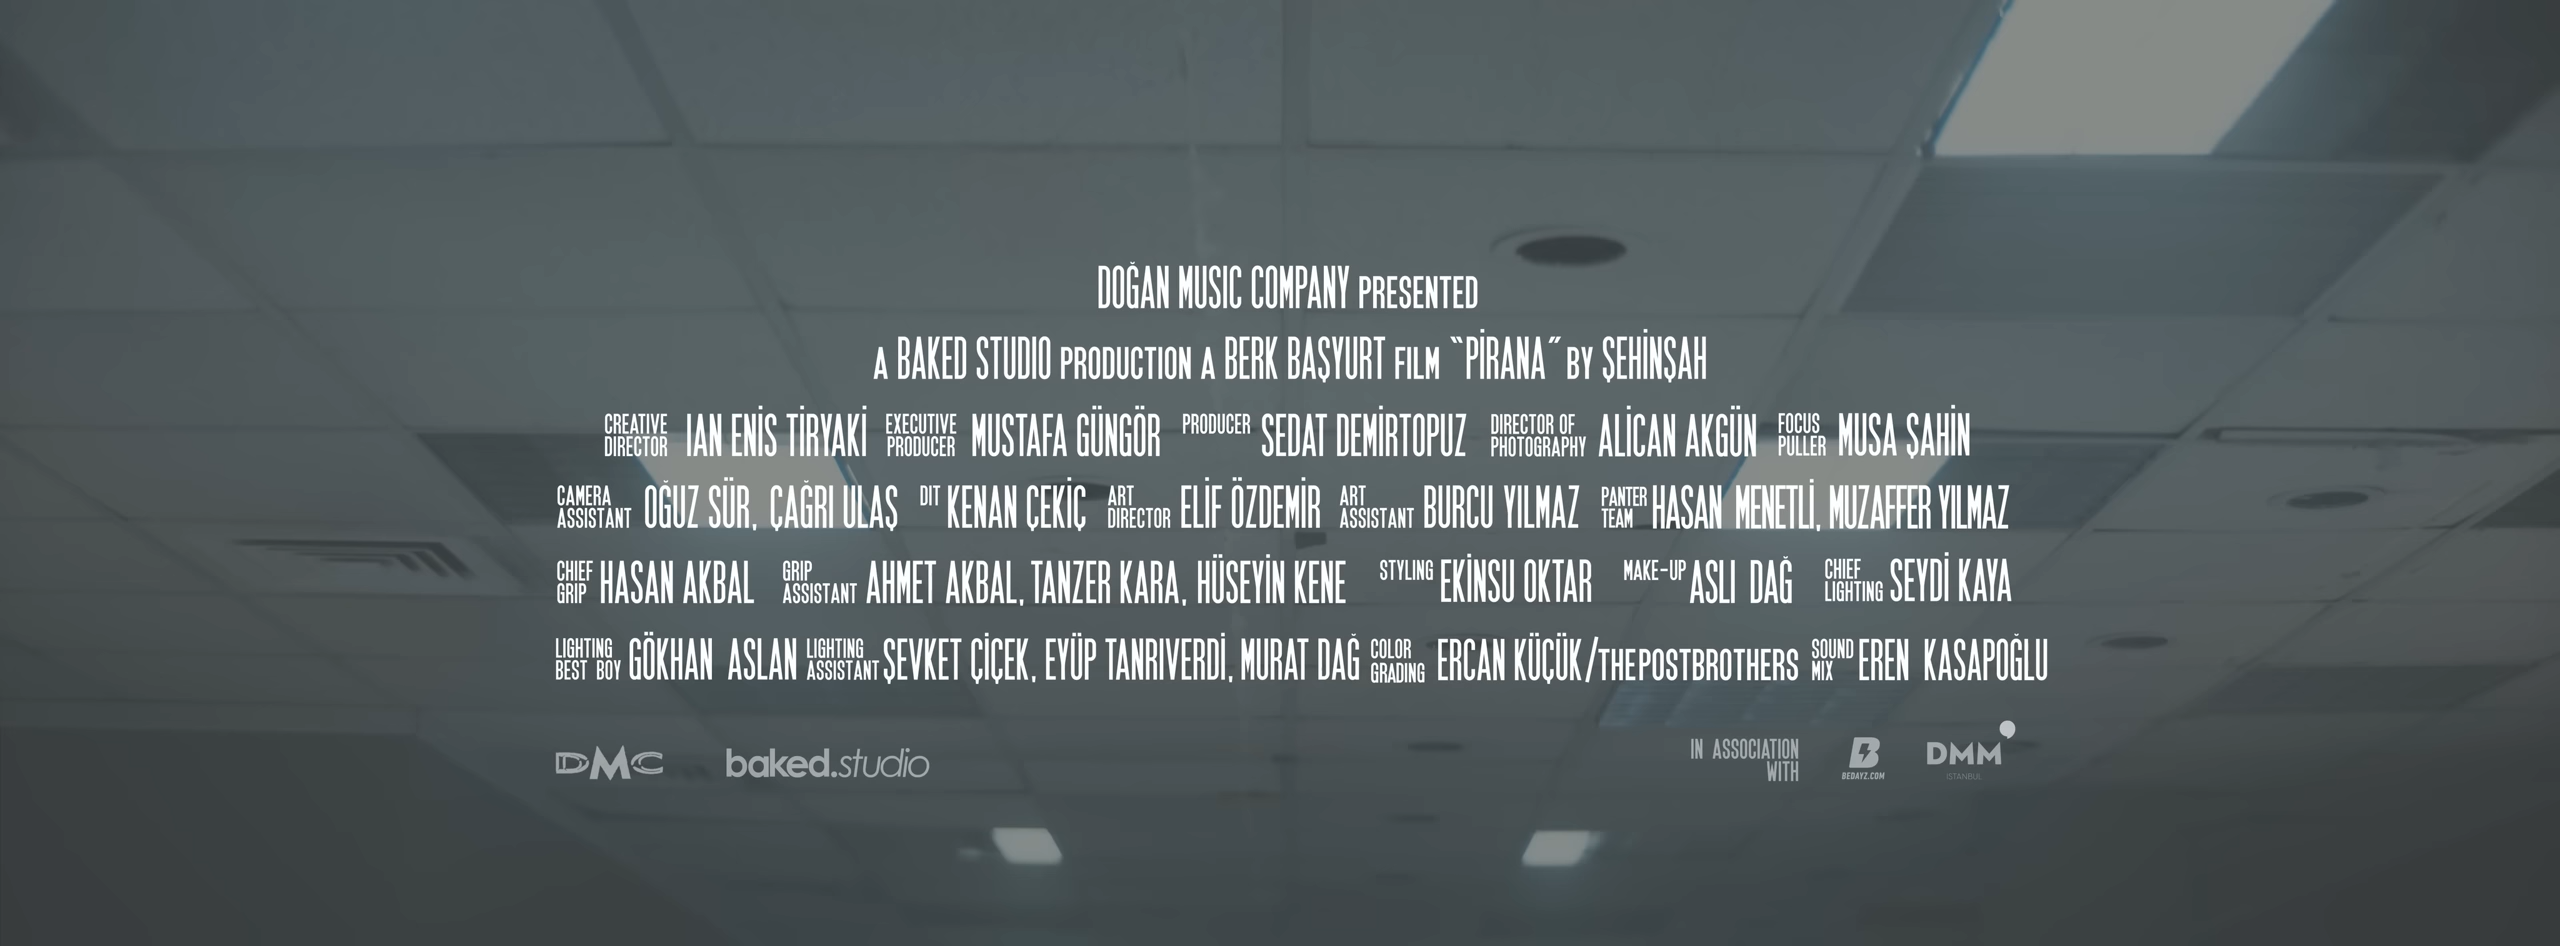 DOĞAN MUSIC COMPANY PRESENTED
A BAKED STUDIO PRODUCTION A BERK BAŞYURT FILM "PİRANA" BY ŞEHİNŞAH
CREATIVE DIRECTOR IAN ENİS TİRYAKİ EXECUTIVE PRODUCER MUSTAFA GÜNGÖR PRODUCER SEDAT DEMİRTOPUZ DIRECTOR OF PHOTOGRAPHY ALİCAN AKGÜN FOCUS PULLER MUSA ŞAHİN
CAMERA ASSISTANT OĞUZ SÜR, ÇAĞRI ULAŞ DIT KENAN ÇEKİÇ ART DIRECTOR ELİF ÖZDEMİR ART ASSISTANT BURCU YILMAZ PANTER TEAM HASAN MENETLİ, MUZAFFER YILMAZ
CHIEF GRIP HASAN AKBAL GRIP ASSISTANT AHMET AKBAL, TANZER KARA, HÜSEYİN KENE STYLING EKİNSU OKTAR MAKE-UP ASLI DAĞ CHIEF LIGHTING SEYDİ KAYA
LIGHTING BEST BOY GÖKHAN ASLAN LIGHTING ASSISTANT ŞEVKET ÇİÇEK, EYÜP TANRIVERDİ, MURAT DAĞ COLOR GRADING ERCAN KÜÇÜK/THEPOSTBROTHERS SOUND MIX EREN KASAPOĞLU
DMC baked.studio IN ASSOCIATION WITH B BEDAYZ.COM DMM ISTANBUL